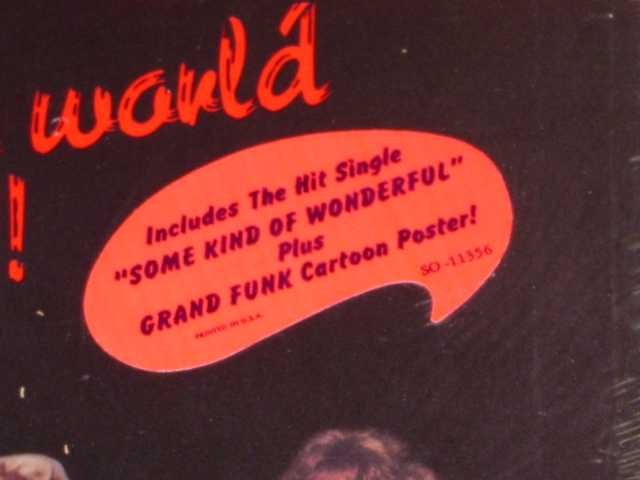 world
!
Includes The Hit Single
"SOME KIND OF WONDERFUL"
Plus
GRAND FUNK Cartoon Poster!
SO-11356
PRINTED IN U.S.A.